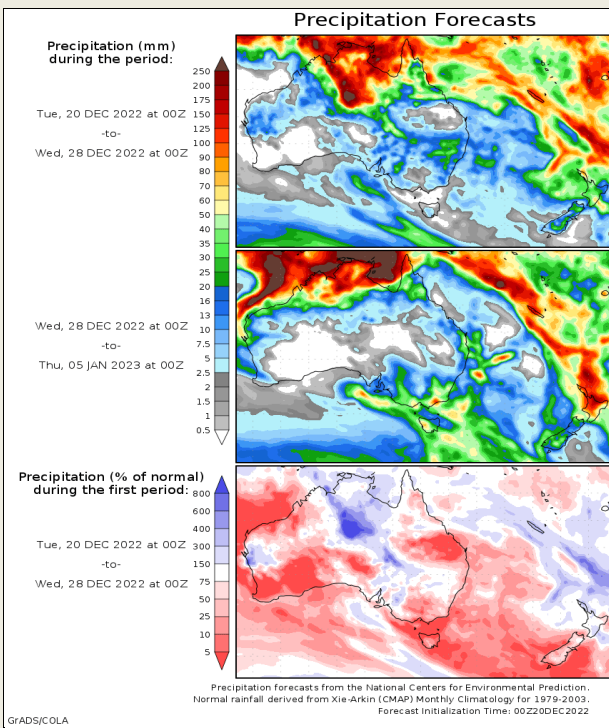 Precipitation Forecasts
Precipitation (mm)
during the period:
Tue, 20 DEC 2022 at 00Z
-to-
Wed, 28 DEC 2022 at 00Z
250
200
175
150
125
100
90
80
70
60
50
40
35
30
25
20
16
13
10
7.5
5
2.5
2
1.5
1
0.5
Wed, 28 DEC 2022 at 00Z
-to-
Thu, 05 JAN 2023 at 00Z
Precipitation (% of normal)
during the first period:
Tue, 20 DEC 2022 at 00Z
-to-
Wed, 28 DEC 2022 at 00Z
800
600
400
300
150
75
50
25
10
5
Precipitation forecasts from the National Centers for Environmental Prediction.
Normal rainfall derived from Xie-Arkin (CMAP) Monthly Climatology for 1979-2003.
Forecast Initialization Time: 00Z20DEC2022
GrADS/COLA